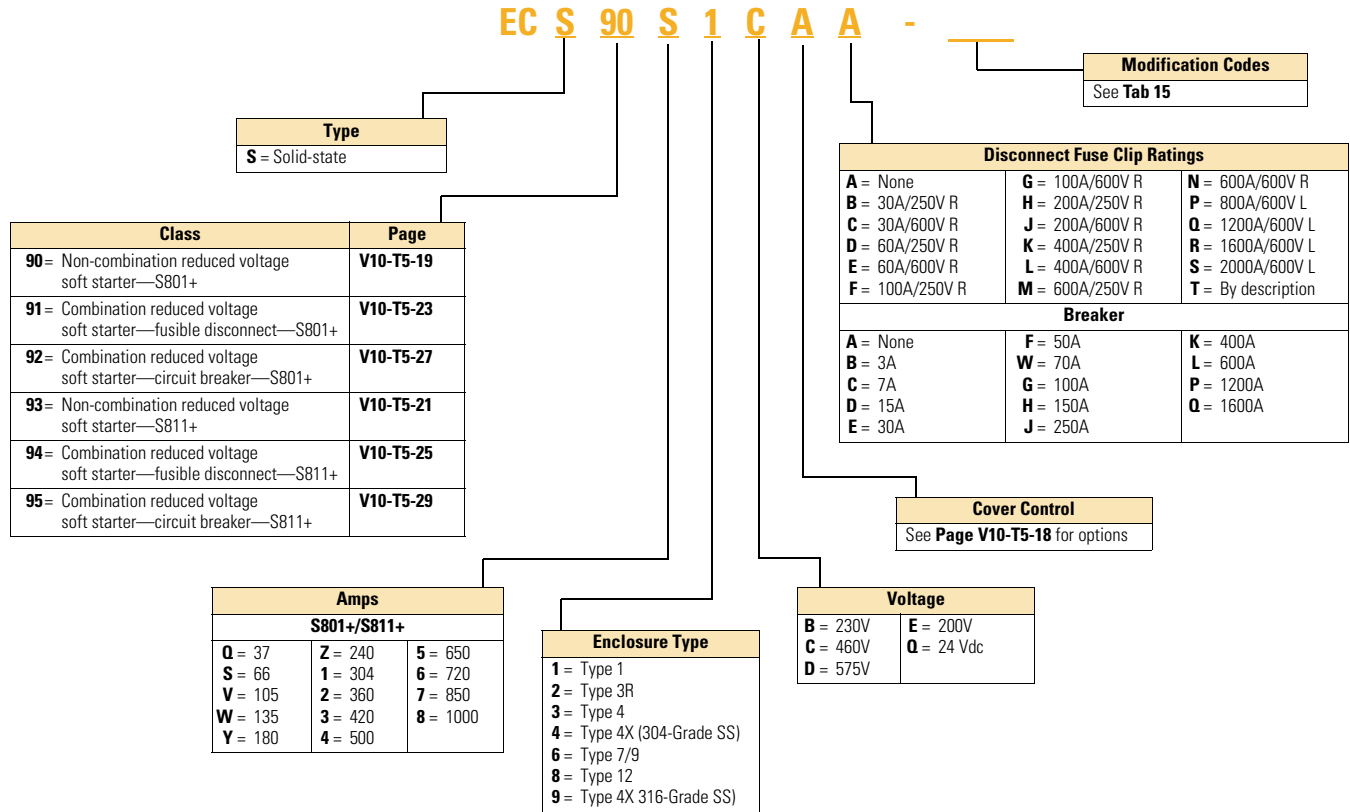 EC S 90 S 1 C A A -
Modification Codes
See Tab 15
Type
S = Solid-state
Disconnect Fuse Clip Ratings
A = None
B = 30A/250V R
C = 30A/600V R
D = 60A/250V R
E = 60A/600V R
F = 100A/250V R
G = 100A/600V R
H = 200A/250V R
J = 200A/600V R
K = 400A/250V R
L = 400A/600V R
M = 600A/250V R
N = 600A/600V R
P = 800A/600V L
Q = 1200A/600V L
R = 1600A/600V L
S = 2000A/600V L
T = By description
Breaker
A = None
B = 3A
C = 7A
D = 15A
E = 30A
F = 50A
W = 70A
G = 100A
H = 150A
J = 250A
K = 400A
L = 600A
P = 1200A
Q = 1600A
Class Page
90 = Non-combination reduced voltage V10-T5-19
soft starter—S801+
91 = Combination reduced voltage V10-T5-23
soft starter—fusible disconnect—S801+
92 = Combination reduced voltage V10-T5-27
soft starter—circuit breaker—S801+
93 = Non-combination reduced voltage V10-T5-21
soft starter—S811+
94 = Combination reduced voltage V10-T5-25
soft starter—fusible disconnect—S811+
95 = Combination reduced voltage V10-T5-29
soft starter—circuit breaker—S811+
Cover Control
See Page V10-T5-18 for options
Amps
S801+/S811+
Q = 37
S = 66
V = 105
W = 135
Y = 180
Z = 240
1 = 304
2 = 360
3 = 420
4 = 500
5 = 650
6 = 720
7 = 850
8 = 1000
Enclosure Type
1 = Type 1
2 = Type 3R
3 = Type 4
4 = Type 4X (304-Grade SS)
6 = Type 7/9
8 = Type 12
9 = Type 4X 316-Grade SS)
Voltage
B = 230V
C = 460V
D = 575V
E = 200V
Q = 24 Vdc